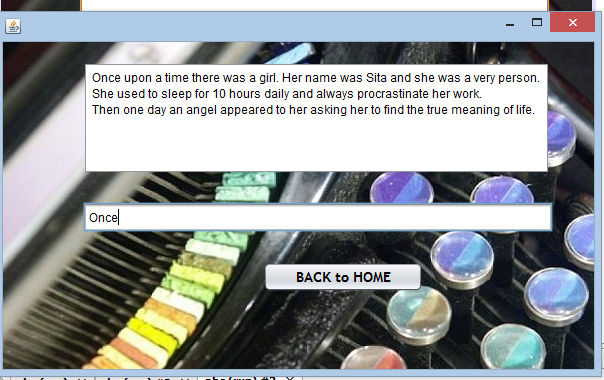 Once upon a time there was a girl. Her name was Sita and she was a very person.
She used to sleep for 10 hours daily and always procrastinate her work.
Then one day an angel appeared to her asking her to find the true meaning of life.
Once
BACK to HOME